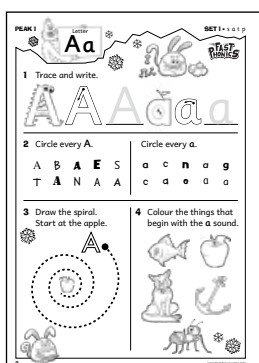 PEAK 1
Letter
Aa
SET 1 • s a t p
FAST PHONICS
1 Trace and write.
A A A a a a
2 Circle every A.
A B A E S
T A N A A
Circle every a.
a c n a g
c a o a a
3 Draw the spiral.
Start at the apple.
A
4 Colour the things that
begin with the a sound.